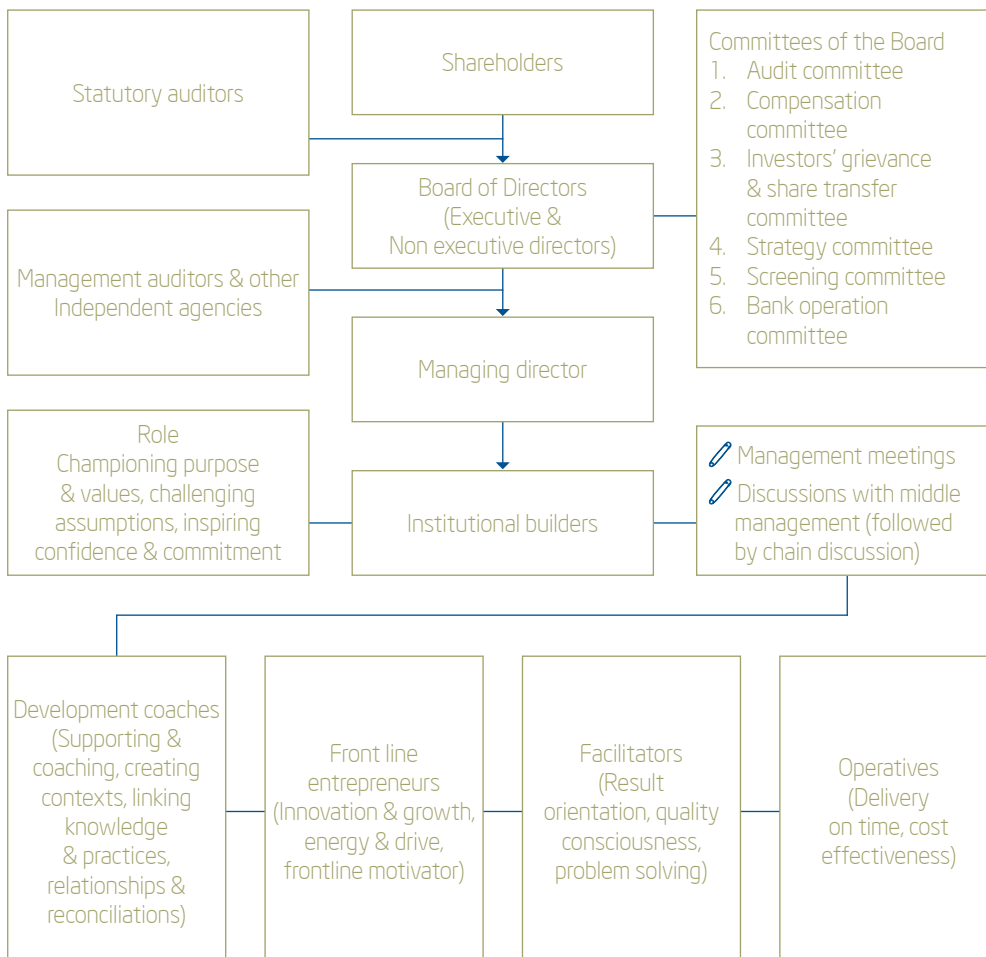 Statutory auditors
Shareholders
Committees of the Board
1. Audit committee
2. Compensation
committee
3. Investors' grievance
& share transfer
committee
4. Strategy committee
5. Screening committee
6. Bank operation
committee
Board of Directors
(Executive &
Non executive directors)
Management auditors & other
Independent agencies
Managing director
Role
Championing purpose
& values, challenging
assumptions, inspiring
confidence & commitment
Institutional builders
Management meetings
Discussions with middle
management (followed
by chain discussion)
Development coaches
(Supporting &
coaching, creating
contexts, linking
knowledge
& practices,
relationships &
reconciliations)
Front line
entrepreneurs
(Innovation & growth,
energy & drive,
frontline motivator)
Facilitators
(Result
orientation, quality
consciousness,
problem solving)
Operatives
(Delivery
on time, cost
effectiveness)